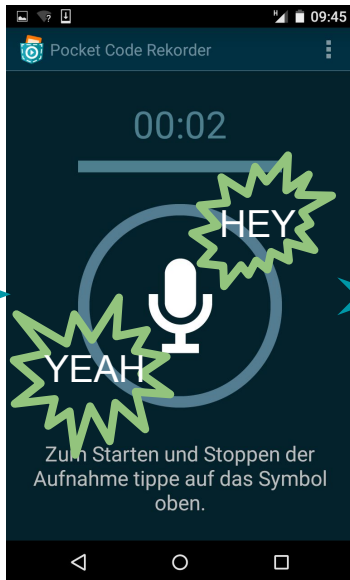 09:45
Pocket Code Rekorder
00:02
HEY
YEAH
Zum Starten und Stoppen der
Aufnahme tippe auf das Symbol
oben.